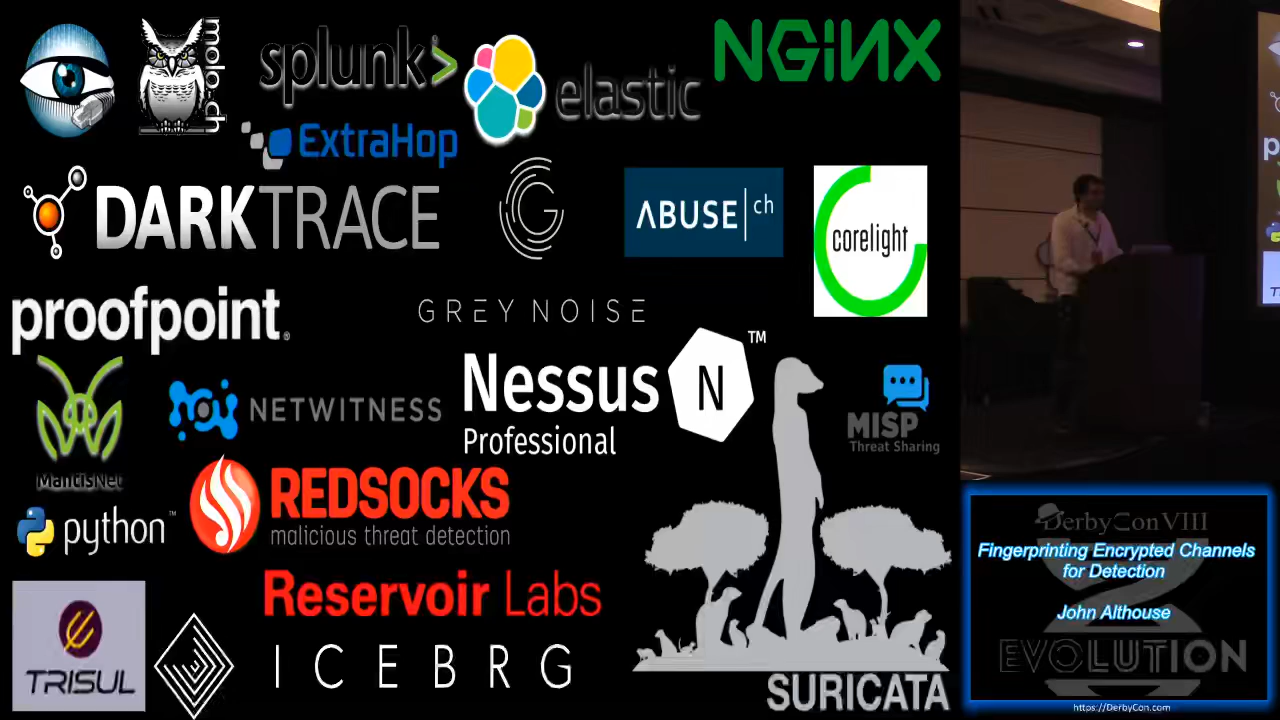 molo.ch
splunk>
elastic
NGiNX
ExtraHop
DARKTRACE
G
ABUSE ch
corelight
proofpoint®
GREY NOISE
Nessus N ™
Professional
MISP
Threat Sharing
MantisNet
NETWITNESS
REDSOCKS
malicious threat detection
python™
Reservoir Labs
TRISUL
ICEBRG
SURICATA
DerbyCon VIII
Fingerprinting Encrypted Channels
for Detection
John Althouse
EVOLUTION
https://DerbyCon.com